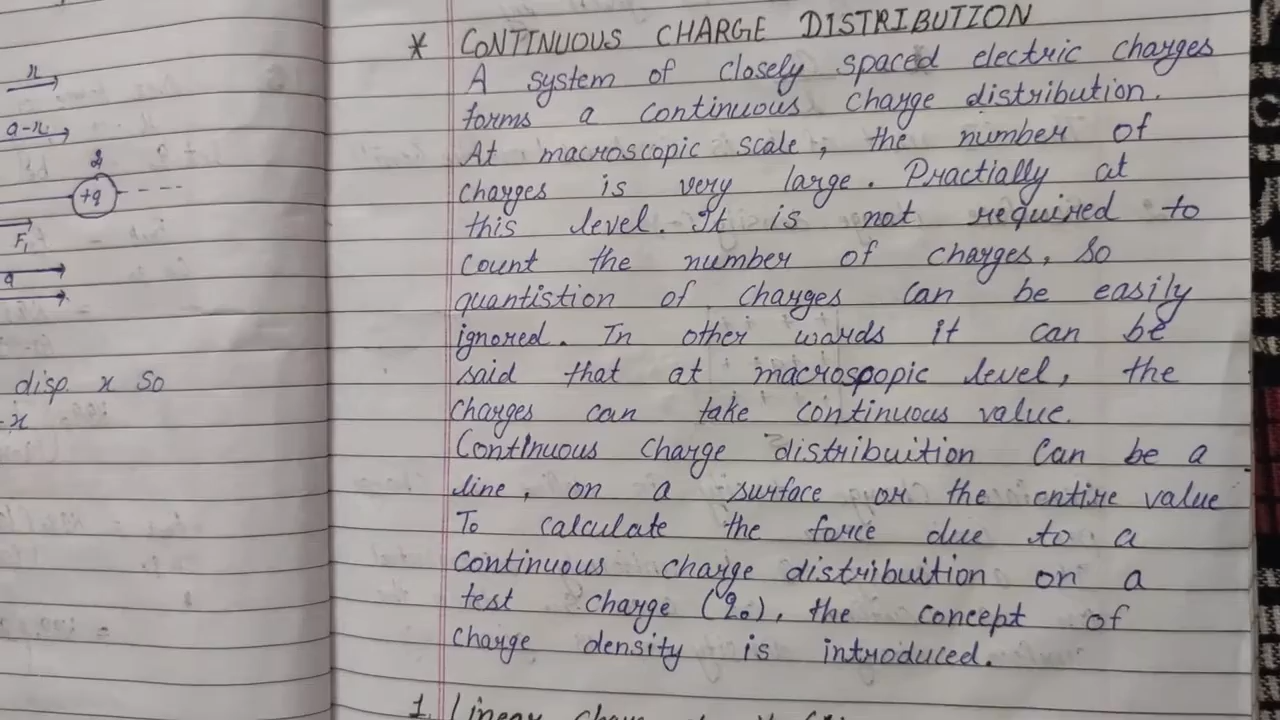 x
a-x
2
+q
F₁
a
disp. x so
-x
* CONTINUOUS CHARGE DISTRIBUTION
A system of closely spaced electric charges
forms a continuous charge distribution.
At macroscopic scale, the number of
charges is very large. Practially at
this level. It is not required to
count the number of charges, so
quantistion of charges can be easily
ignored. In other wards it can be
said that at macrospopic level, the
charges can take continuous value.
Continuous charge distribuition can be a
line, on a surface or the entire value
To calculate the force due to a
continuous charge distribuition on a
test charge (q₀), the concept of
charge density is introduced.
1. Linear